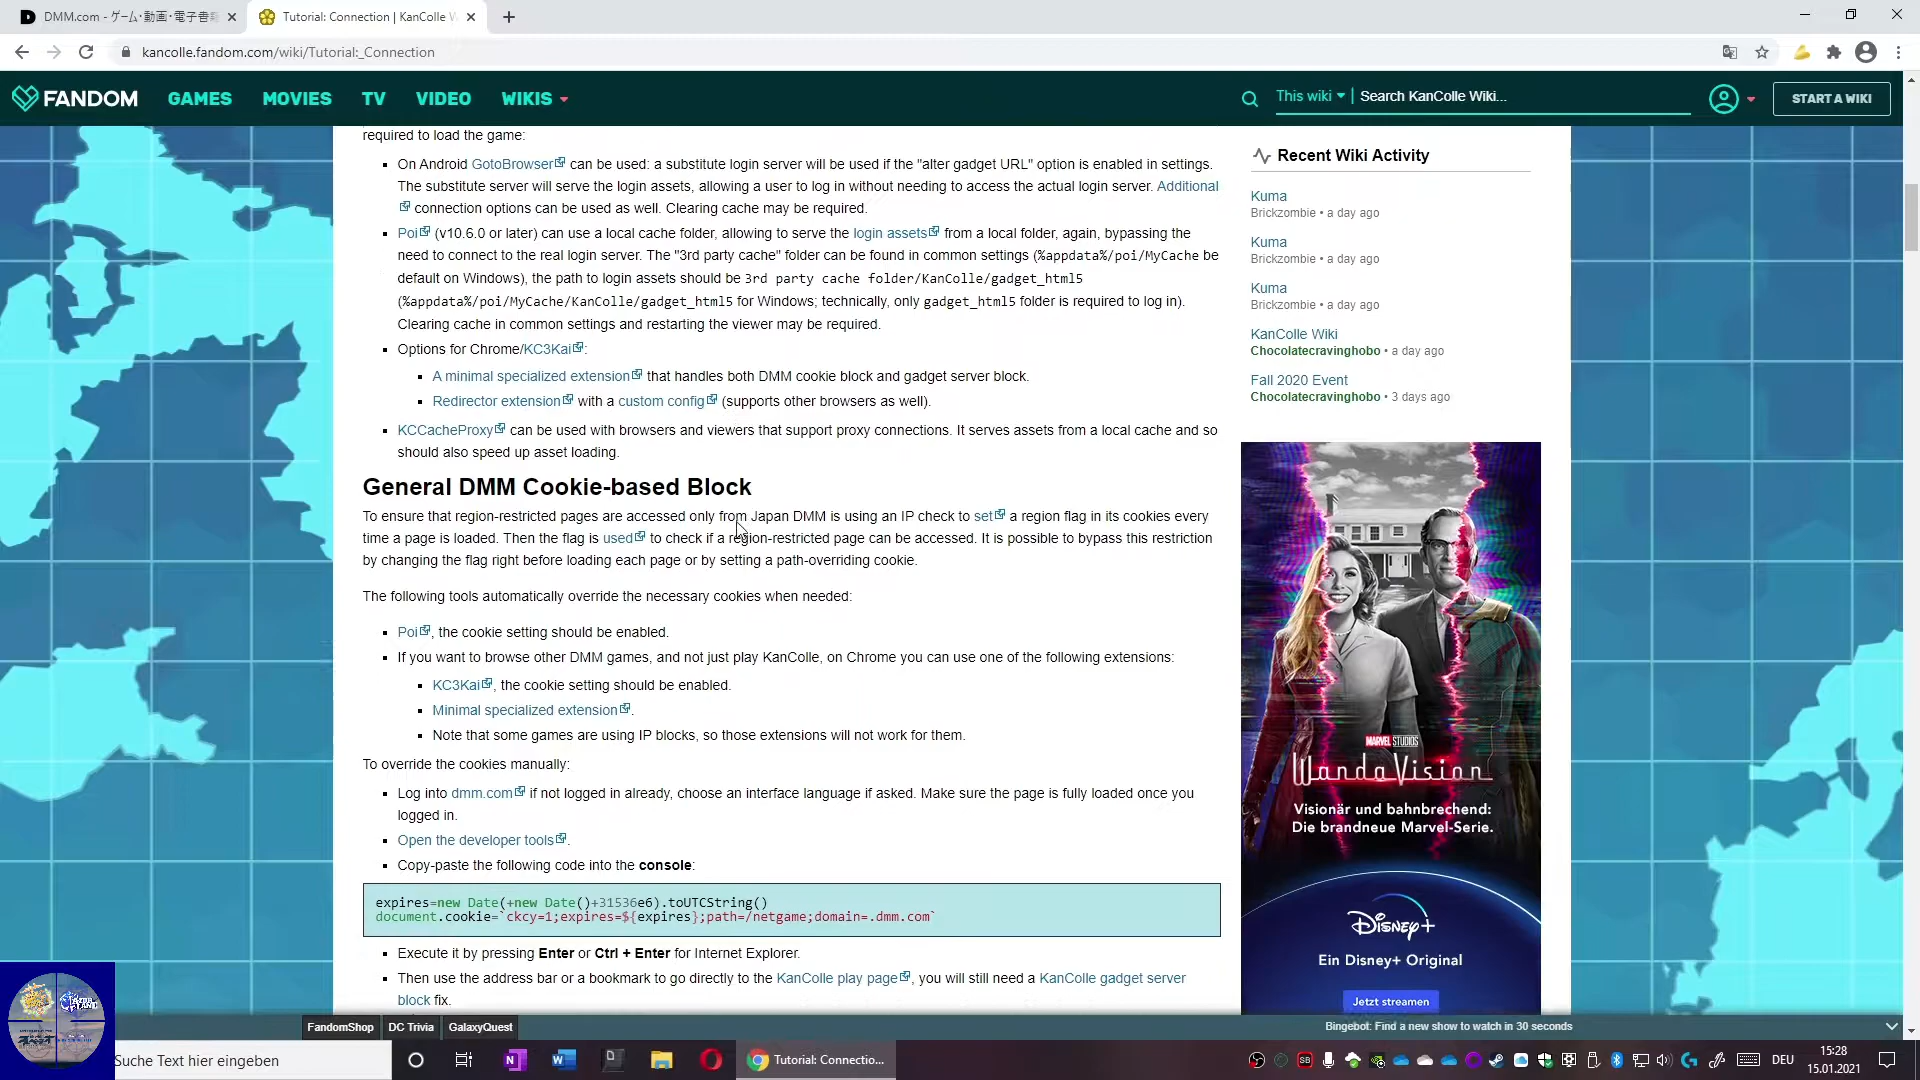 DMM.com - ゲーム・動画・電子書籍
Tutorial: Connection | KanColle W
kancolle.fandom.com/wiki/Tutorial:_Connection
FANDOM
GAMES
MOVIES
TV
VIDEO
WIKIS
This wiki
Search KanColle Wiki...
START A WIKI
required to load the game:
On Android GotoBrowser can be used: a substitute login server will be used if the "alter gadget URL" option is enabled in settings.
The substitute server will serve the login assets, allowing a user to log in without needing to access the actual login server. Additional
connection options can be used as well. Clearing cache may be required.
Poi (v10.6.0 or later) can use a local cache folder, allowing to serve the login assets from a local folder, again, bypassing the
need to connect to the real login server. The "3rd party cache" folder can be found in common settings (%appdata%/poi/MyCache be
default on Windows), the path to login assets should be 3rd party cache folder/KanColle/gadget_html5
(%appdata%/poi/MyCache/KanColle/gadget_html5 for Windows; technically, only gadget_html5 folder is required to log in).
Clearing cache in common settings and restarting the viewer may be required.
Options for Chrome/KC3Kai:
A minimal specialized extension that handles both DMM cookie block and gadget server block.
Redirector extension with a custom config (supports other browsers as well).
KCCacheProxy can be used with browsers and viewers that support proxy connections. It serves assets from a local cache and so
should also speed up asset loading.
General DMM Cookie-based Block
To ensure that region-restricted pages are accessed only from Japan DMM is using an IP check to set a region flag in its cookies every
time a page is loaded. Then the flag is used to check if a region-restricted page can be accessed. It is possible to bypass this restriction
by changing the flag right before loading each page or by setting a path-overriding cookie.
The following tools automatically override the necessary cookies when needed:
Poi, the cookie setting should be enabled.
If you want to browse other DMM games, and not just play KanColle, on Chrome you can use one of the following extensions:
KC3Kai, the cookie setting should be enabled.
Minimal specialized extension.
Note that some games are using IP blocks, so those extensions will not work for them.
To override the cookies manually:
Log into dmm.com if not logged in already, choose an interface language if asked. Make sure the page is fully loaded once you
logged in.
Open the developer tools.
Copy-paste the following code into the console:
expires=new Date(+new Date()+31536e6).toUTCString()
document.cookie=`ckcy=1;expires=${expires};path=/netgame;domain=.dmm.com`
Execute it by pressing Enter or Ctrl + Enter for Internet Explorer.
Then use the address bar or a bookmark to go directly to the KanColle play page, you will still need a KanColle gadget server
block fix.
Recent Wiki Activity
Kuma
Brickzombie • a day ago
Kuma
Brickzombie • a day ago
Kuma
Brickzombie • a day ago
KanColle Wiki
Chocolatecravinghobo • a day ago
Fall 2020 Event
Chocolatecravinghobo • 3 days ago
MARVEL STUDIOS
WandaVision
Visionär und bahnbrechend:
Die brandneue Marvel-Serie.
Disney+
Ein Disney+ Original
Jetzt streamen
FandomShop
DC Trivia
GalaxyQuest
Bingebot: Find a new show to watch in 30 seconds
Suche Text hier eingeben
Tutorial: Connectio...
DEU
15:28
15.01.2021